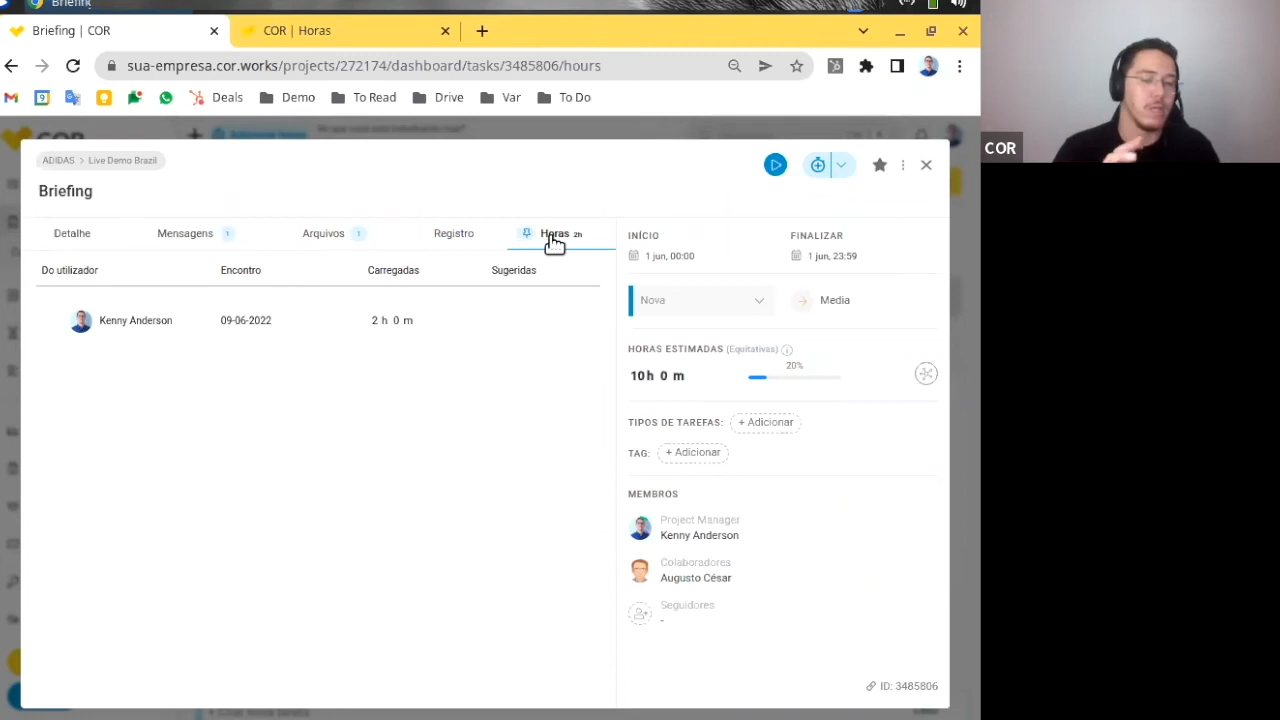 Briefing
Briefing | COR
COR | Horas
sua-empresa.cor.works/projects/272174/dashboard/tasks/3485806/hours
Deals
Demo
To Read
Drive
Var
To Do
COR
ADIDAS > Live Demo Brazil
Briefing
Detalhe
Mensagens 1
Arquivos 1
Registro
Horas 2h
Do utilizador
Encontro
Carregadas
Sugeridas
Kenny Anderson
09-06-2022
2 h 0 m
INÍCIO
FINALIZAR
1 jun, 00:00
1 jun, 23:59
Nova
Media
HORAS ESTIMADAS (Equitativas)
20%
10h 0 m
TIPOS DE TAREFAS: + Adicionar
TAG: + Adicionar
MEMBROS
Project Manager
Kenny Anderson
Colaboradores
Augusto César
Seguidores
-
ID: 3485806